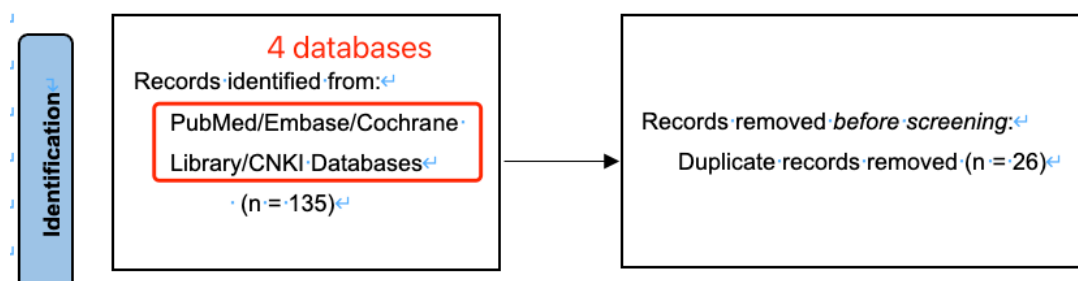 Identification
4 databases
Records identified from:
PubMed/Embase/Cochrane
Library/CNKI Databases
(n = 135)
Records removed before screening:
Duplicate records removed (n = 26)